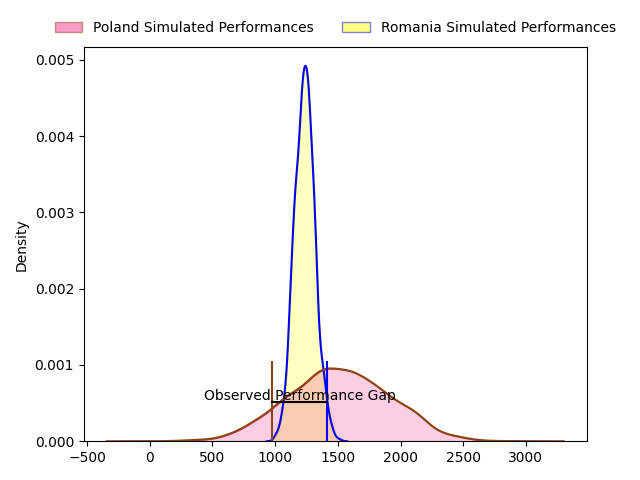 Poland Simulated Performances Romania Simulated Performances
0.005
0.004
0.003
0.002
0.001
0.000
Density
Observed Performance Gap
−500 0 500 1000 1500 2000 2500 3000